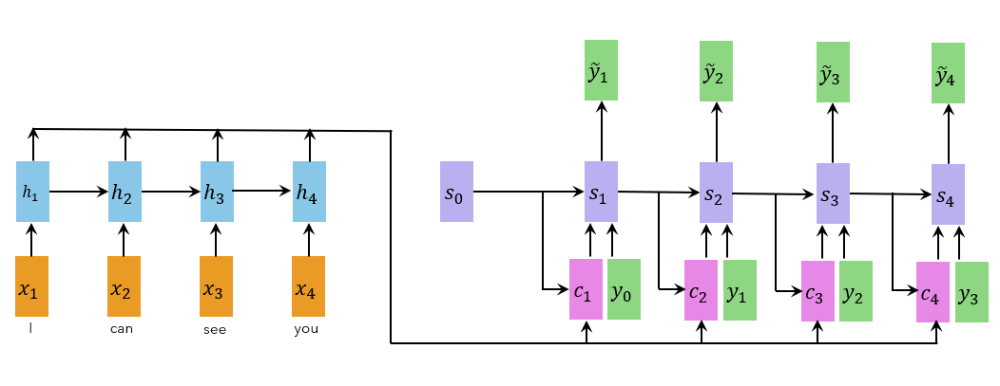 ỹ₁ ỹ₂ ỹ₃ ỹ₄
h₁ h₂ h₃ h₄ s₀ s₁ s₂ s₃ s₄
x₁ x₂ x₃ x₄ c₁ y₀ c₂ y₁ c₃ y₂ c₄ y₃
I can see you